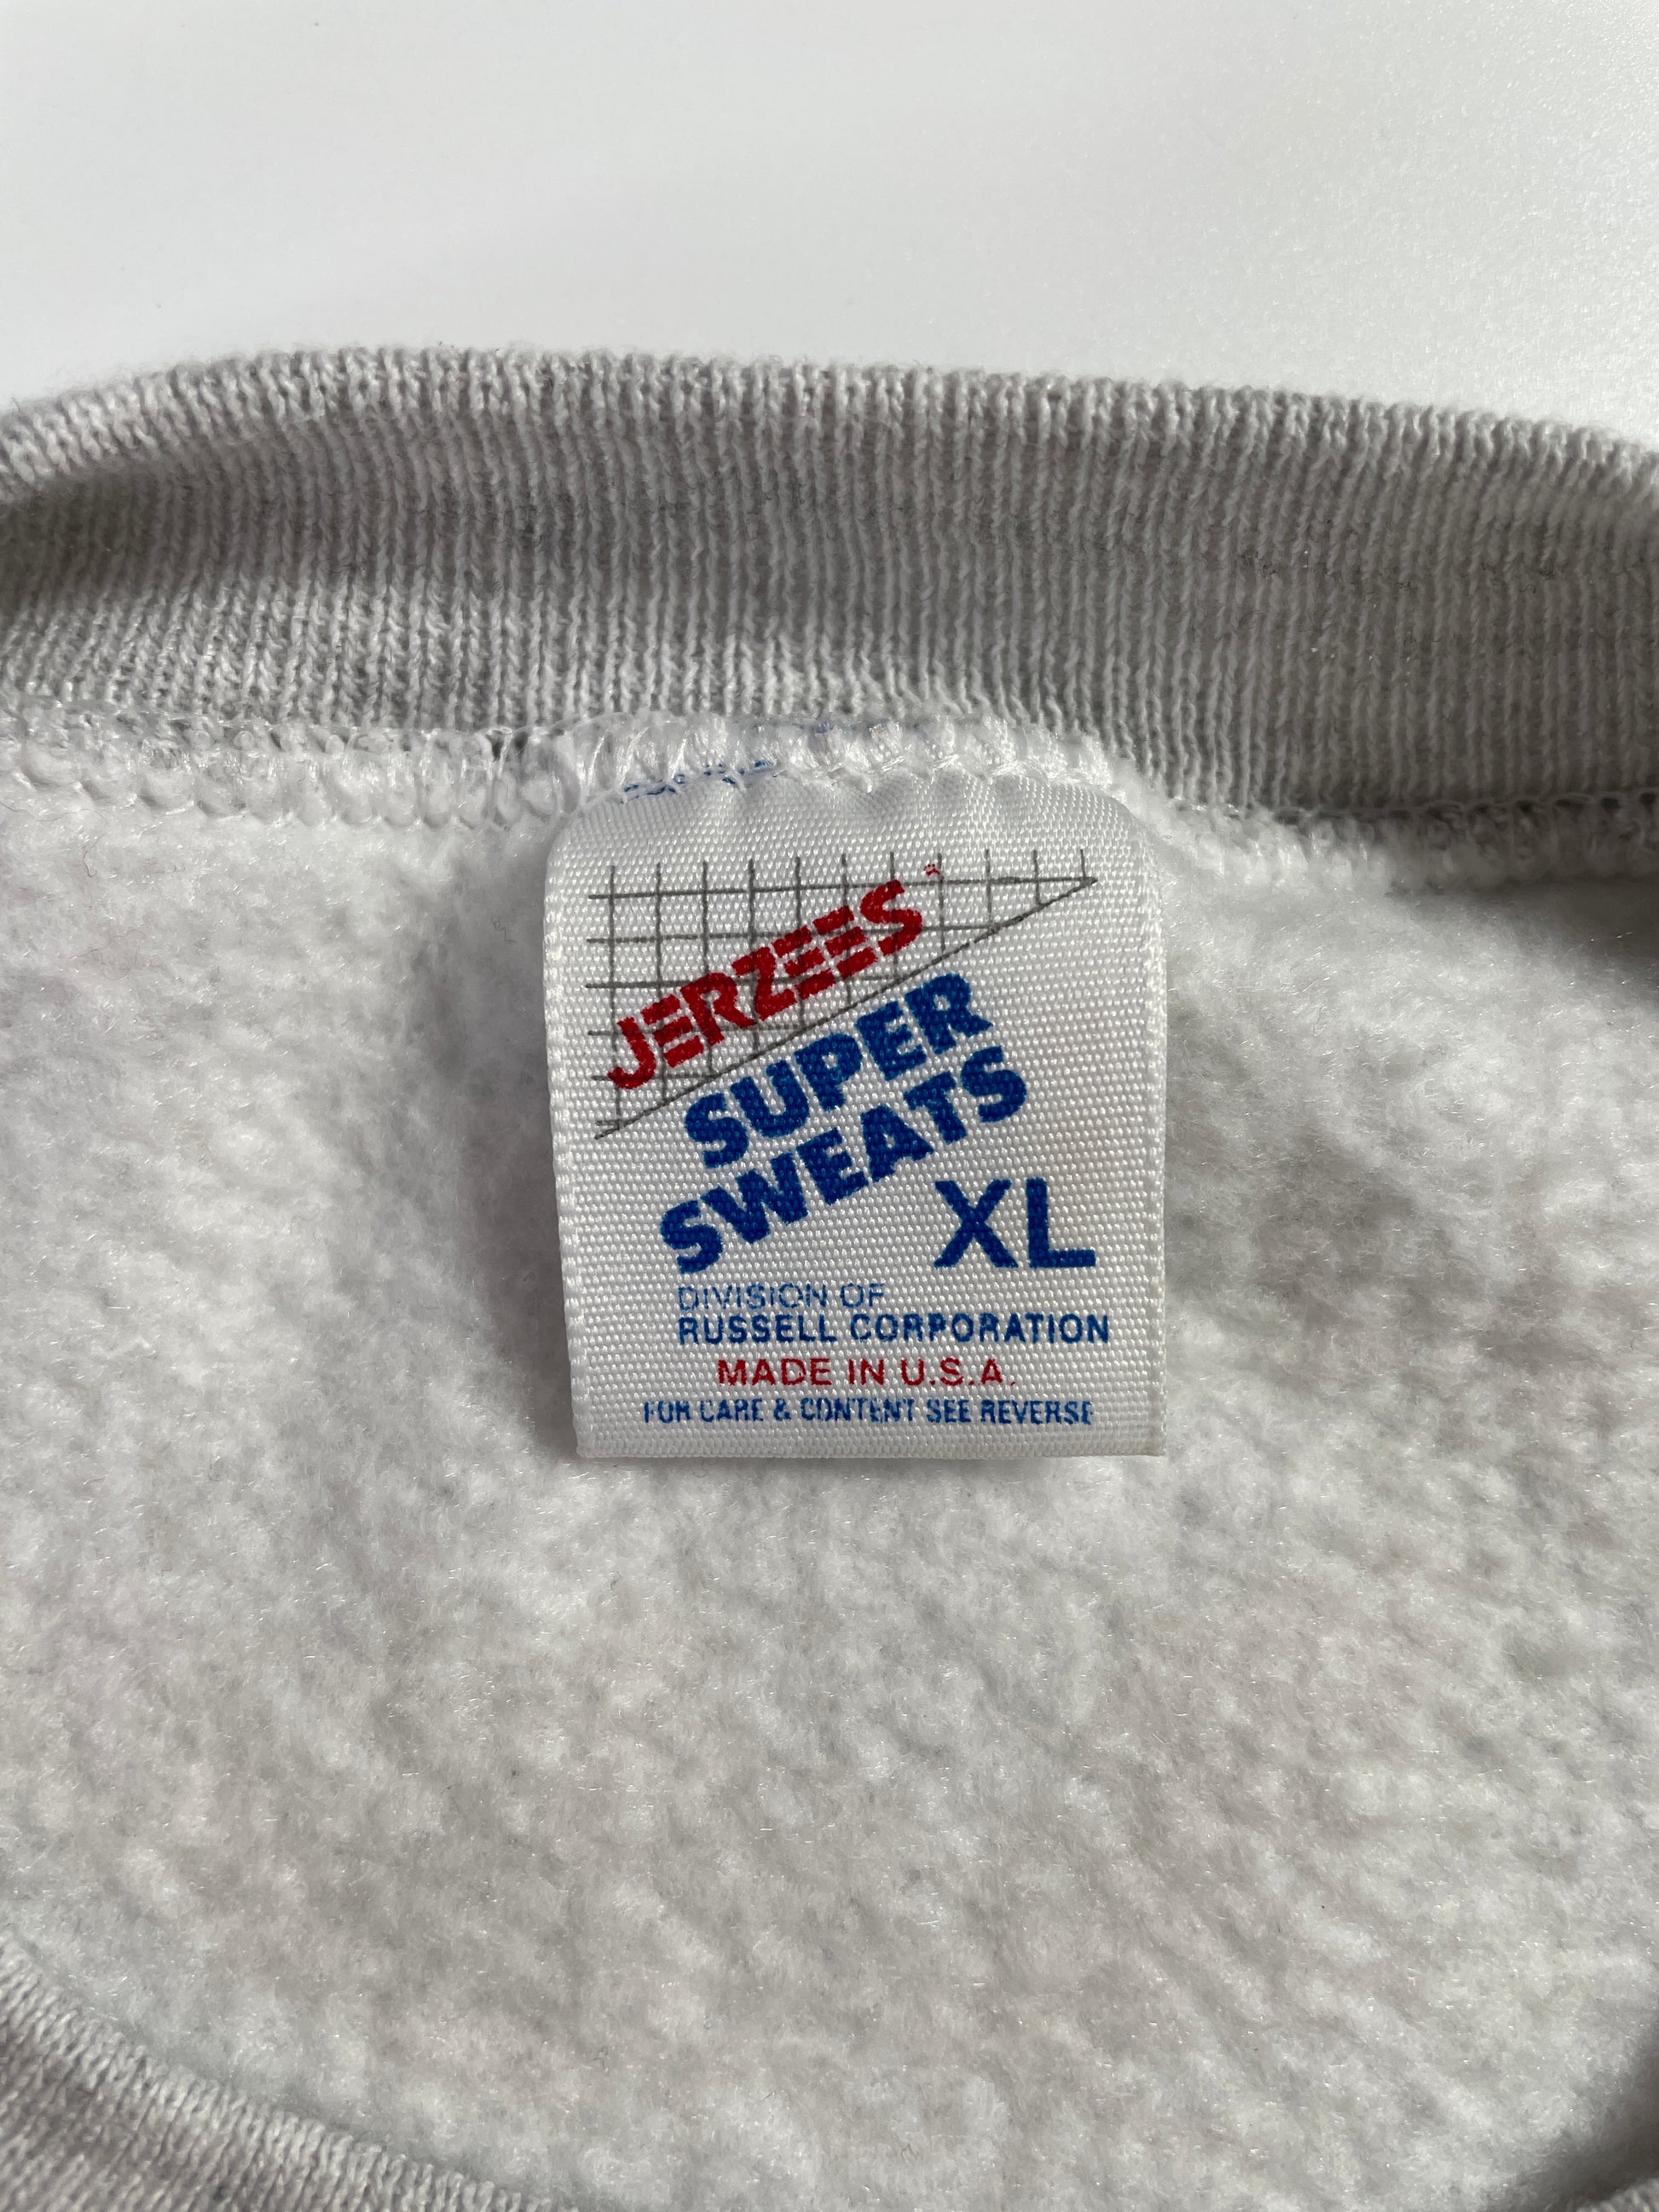 JERZEES
SUPER
SWEATS
XL
DIVISION OF
RUSSELL CORPORATION
MADE IN U.S.A.
FOR CARE & CONTENT SEE REVERSE